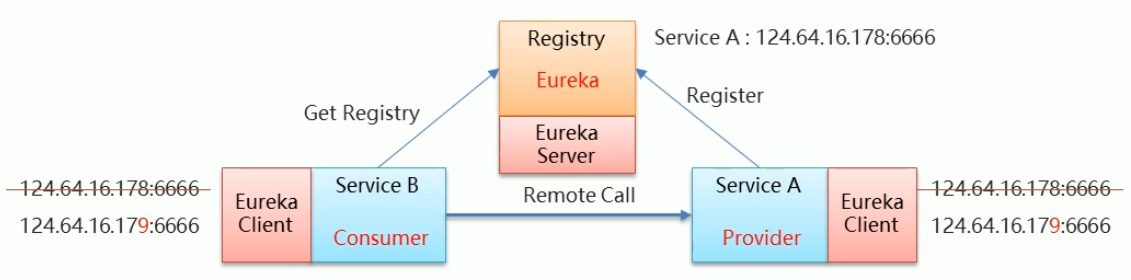 Registry
Eureka
Eureka
Server
Service A : 124.64.16.178:6666
Get Registry
Register
124.64.16.178:6666
124.64.16.179:6666
Eureka
Client
Service B
Consumer
Remote Call
Service A
Provider
Eureka
Client
124.64.16.178:6666
124.64.16.179:6666